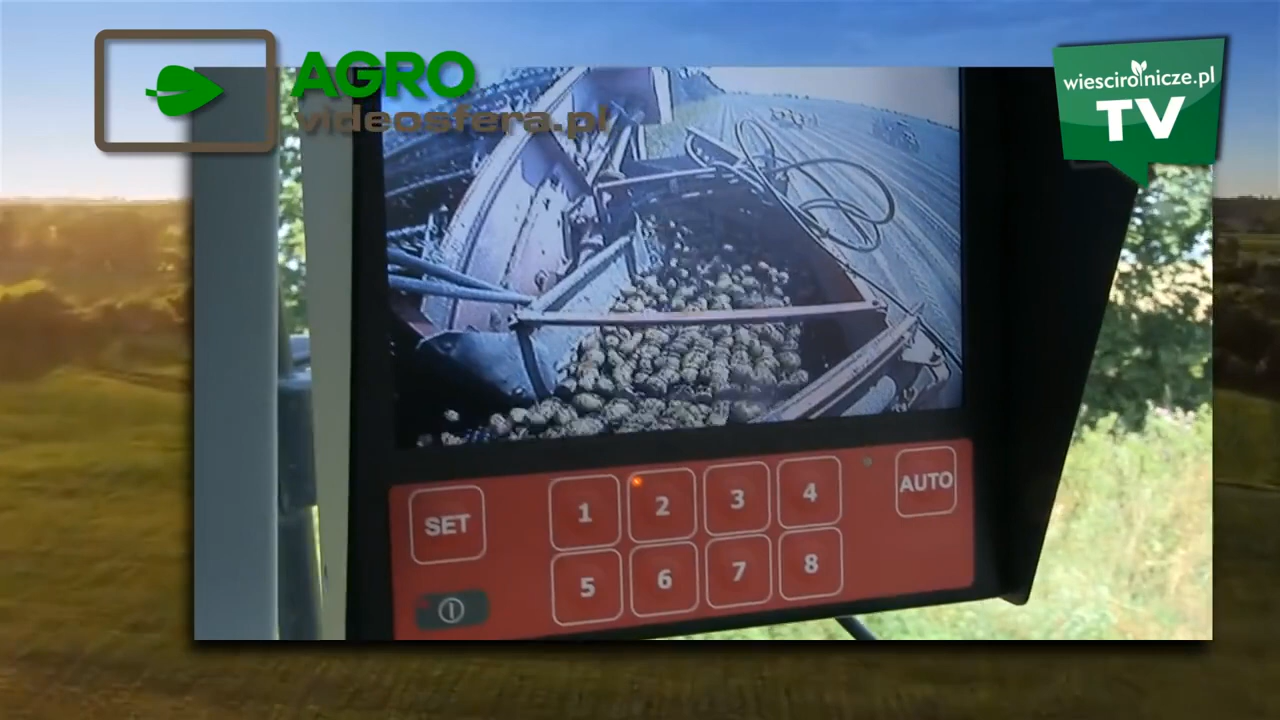 AGRO
videosfera.pl
wiescirolnicze.pl
TV
SET
1 2 3 4
AUTO
5 6 7 8